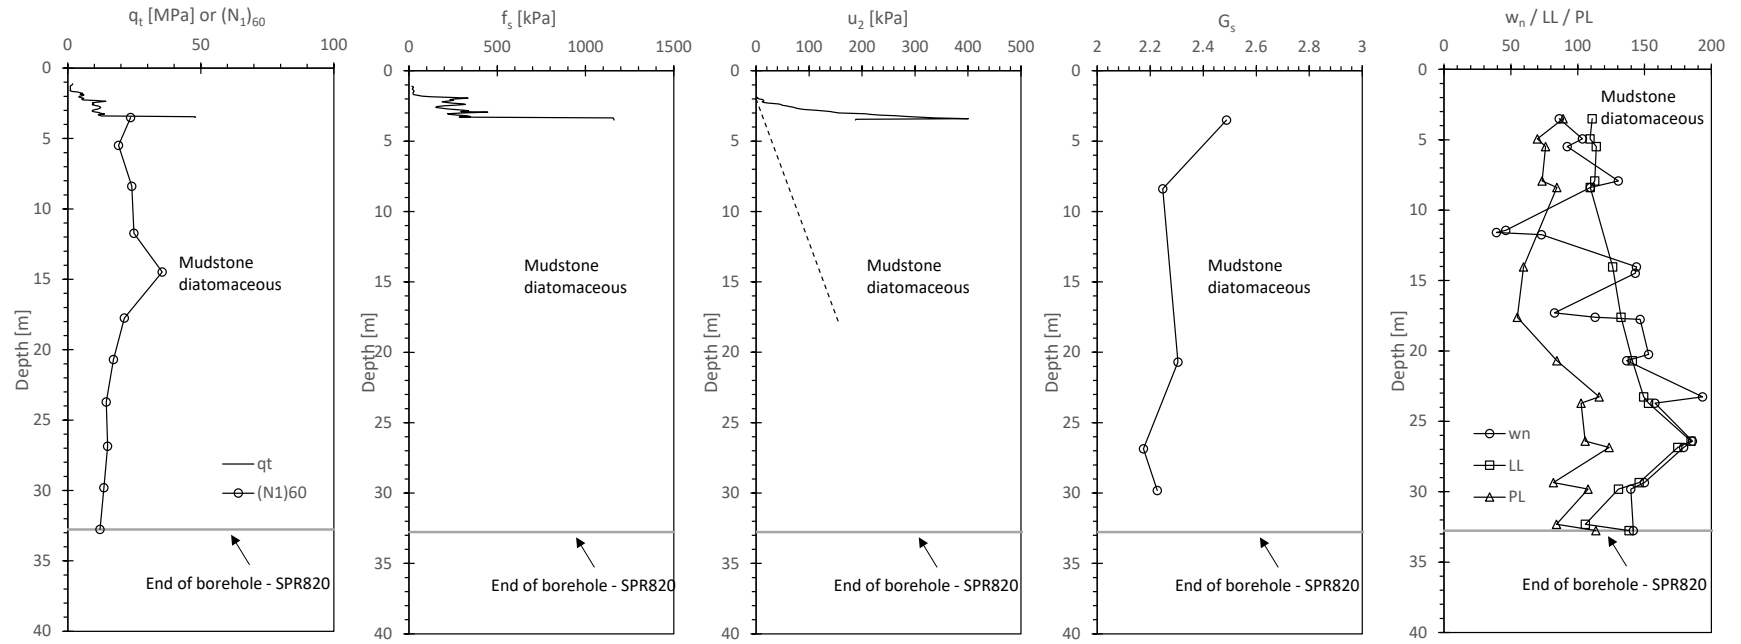 qt [MPa] or (N1)60
0 50 100
0
5
10
15
20
25
30
35
40
Depth [m]
Mudstone
diatomaceous
qt
(N1)60
End of borehole - SPR820
fs [kPa]
0 500 1000 1500
0
5
10
15
20
25
30
35
40
Depth [m]
Mudstone
diatomaceous
End of borehole - SPR820
u2 [kPa]
0 100 200 300 400 500
0
5
10
15
20
25
30
35
40
Depth [m]
Mudstone
diatomaceous
End of borehole - SPR820
Gs
2 2.2 2.4 2.6 2.8 3
0
5
10
15
20
25
30
35
40
Depth [m]
Mudstone
diatomaceous
End of borehole - SPR820
wn / LL / PL
0 50 100 150 200
0
5
10
15
20
25
30
35
40
Depth [m]
Mudstone
diatomaceous
wn
LL
PL
End of borehole - SPR820